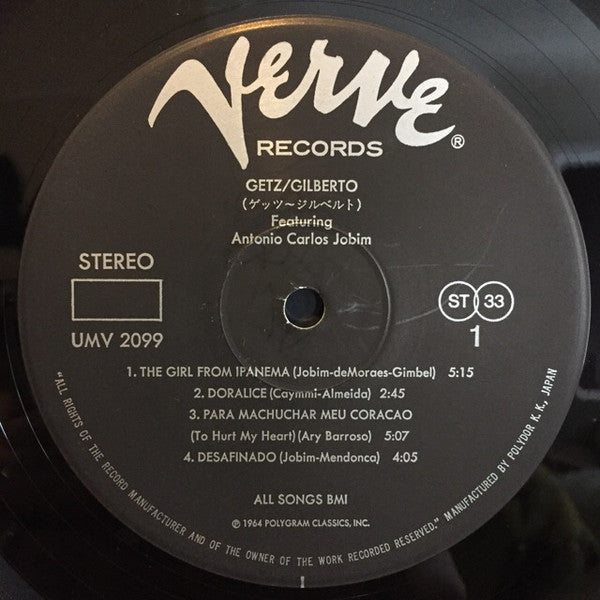 Verve
®
RECORDS
GETZ/GILBERTO
(ゲッツ〜ジルベルト)
Featuring
Antonio Carlos Jobim
STEREO
UMV 2099
ST 33
1
1. THE GIRL FROM IPANEMA (Jobim-deMoraes-Gimbel) 5:15
2. DORALICE (Caymmi-Almeida) 2:45
3. PARA MACHUCHAR MEU CORACAO
(To Hurt My Heart) (Ary Barroso) 5:07
4. DESAFINADO (Jobim-Mendonca) 4:05
ALL SONGS BMI
℗ 1964 POLYGRAM CLASSICS, INC.
"ALL RIGHTS OF THE RECORD MANUFACTURER AND OF THE OWNER OF THE WORK RECORDED RESERVED." MANUFACTURED BY POLYDOR K. K., JAPAN